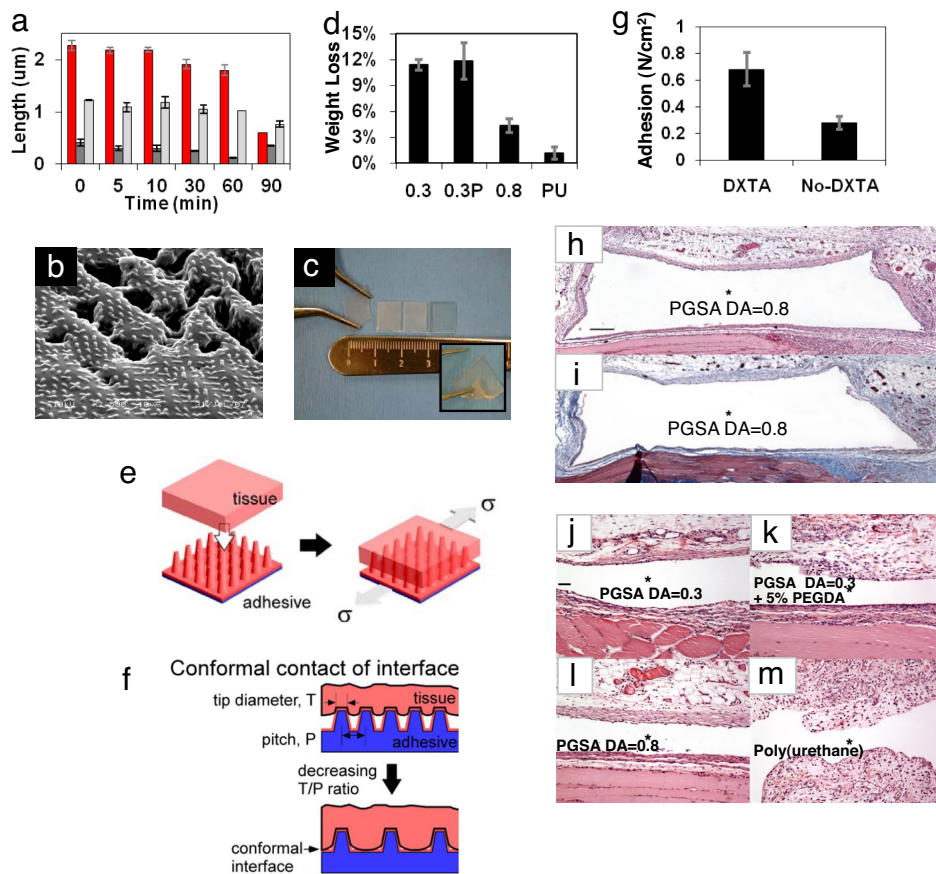 a
Length (um)
2
1
0
0 5 10 30 60 90
Time (min)
d
Weight Loss
15%
12%
9%
6%
3%
0%
0.3 0.3P 0.8 PU
g
Adhesion (N/cm²)
1
0.8
0.6
0.4
0.2
0
DXTA No-DXTA
b
c
1 2 3
e
tissue
adhesive
σ
σ
f
Conformal contact of interface
tip diameter, T
tissue
pitch, P
adhesive
decreasing
T/P ratio
conformal
interface
h
*
PGSA DA=0.8
i
*
PGSA DA=0.8
j
*
PGSA DA=0.3
k
PGSA DA=0.3
+ 5% PEGDA*
l
*
PGSA DA=0.8
m
*
Poly(urethane)